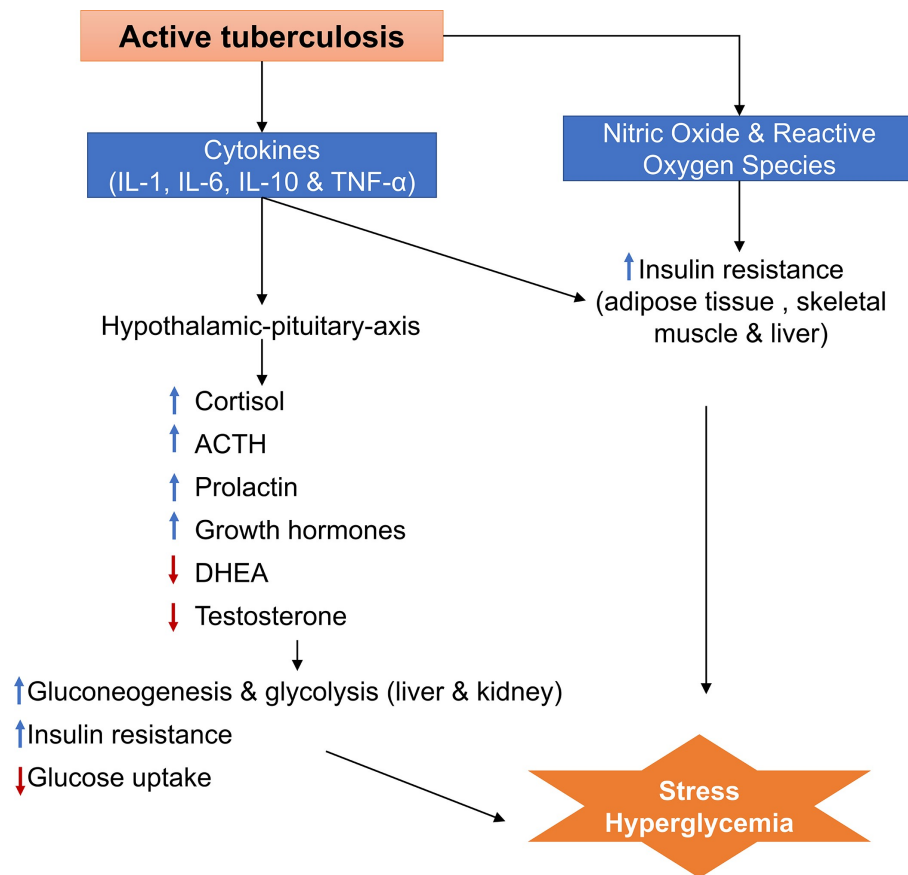 Active tuberculosis
Cytokines
(IL-1, IL-6, IL-10 & TNF-α)
Nitric Oxide & Reactive
Oxygen Species
Insulin resistance
(adipose tissue , skeletal
muscle & liver)
Hypothalamic-pituitary-axis
Cortisol
ACTH
Prolactin
Growth hormones
DHEA
Testosterone
Gluconeogenesis & glycolysis (liver & kidney)
Insulin resistance
Glucose uptake
Stress
Hyperglycemia